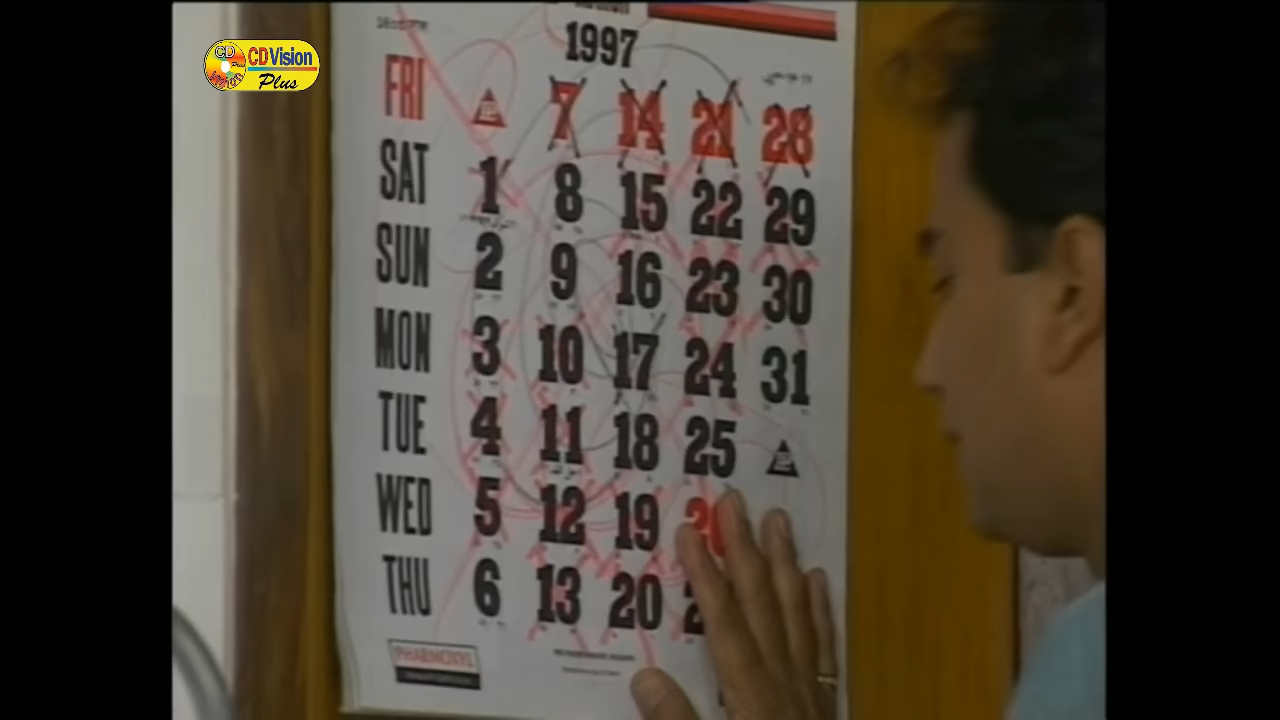 CD
CDVision
Plus
1997
FRI 7 14 21 28
SAT 1 8 15 22 29
SUN 2 9 16 23 30
MON 3 10 17 24 31
TUE 4 11 18 25
WED 5 12 19
THU 6 13 20